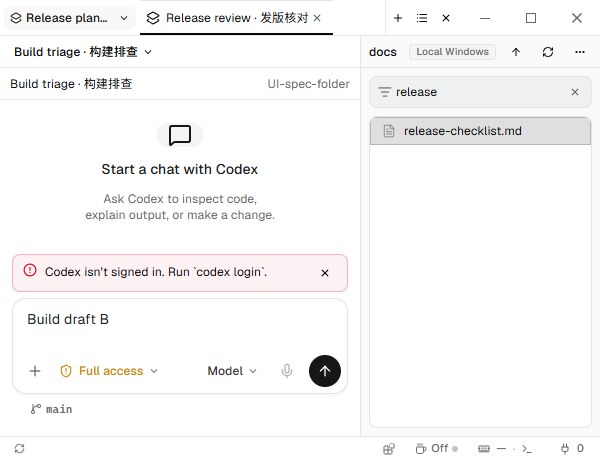 Release plan...
Release review · 发版核对
Build triage · 构建排查
docs
Local Windows
Build triage · 构建排查
UI-spec-folder
release
release-checklist.md
Start a chat with Codex
Ask Codex to inspect code,
explain output, or make a change.
Codex isn't signed in. Run `codex login`.
Build draft B
Full access
Model
main
Off
0